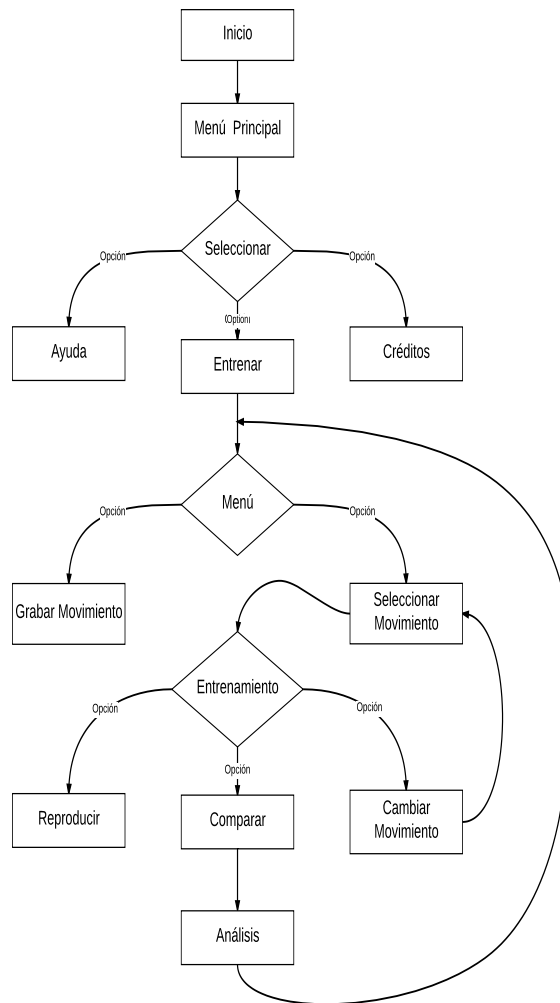 Inicio
Menú Principal
Seleccionar
Opción
Opción
(Option)
Ayuda
Entrenar
Créditos
Menú
Opción
Opción
Grabar Movimiento
Seleccionar
Movimiento
Entrenamiento
Opción
Opción
Opción
Reproducir
Comparar
Cambiar
Movimiento
Análisis